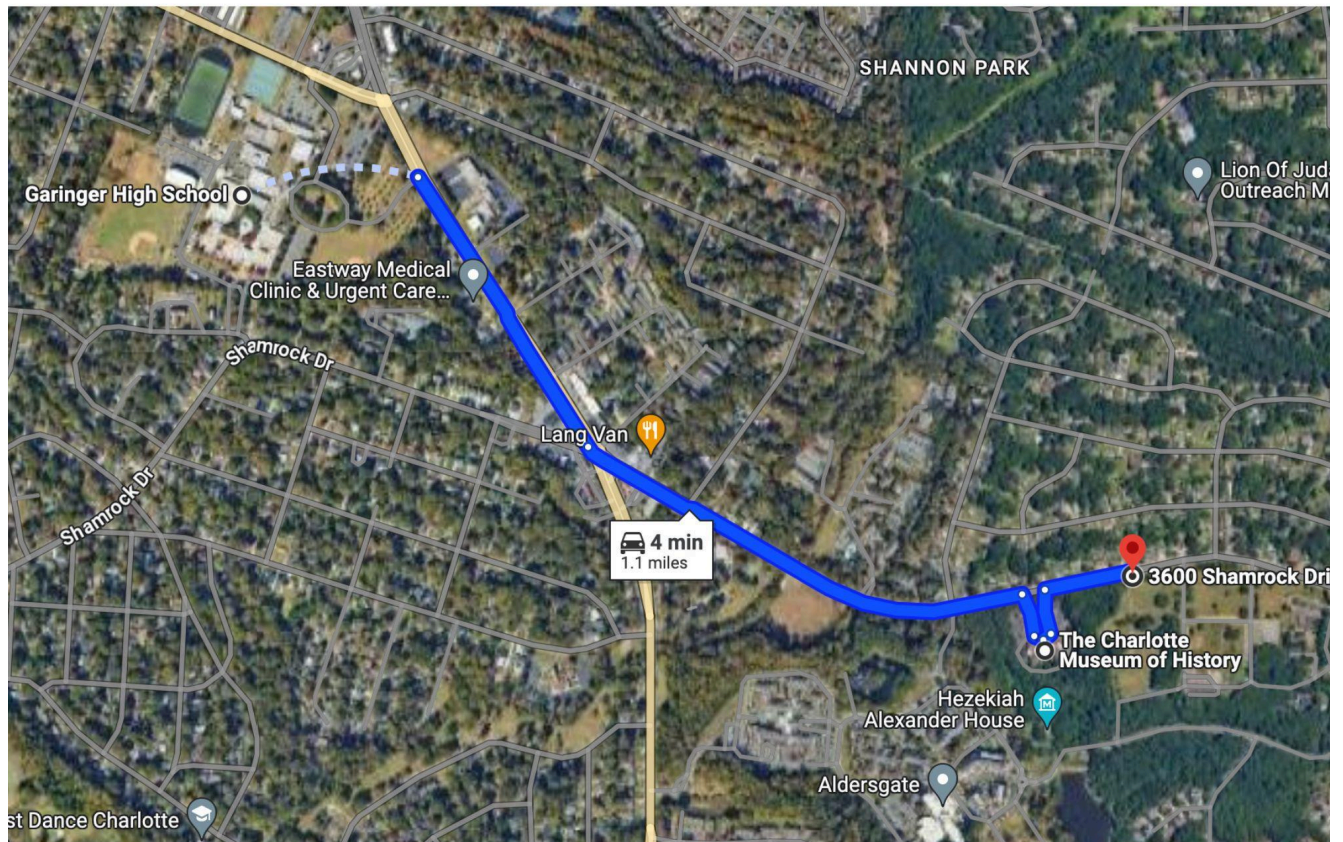 SHANNON PARK
Lion Of Jud
Outreach M
Garinger High School
Eastway Medical
Clinic & Urgent Care...
Shamrock Dr
Lang Van
Shamrock Dr
4 min
1.1 miles
3600 Shamrock Dri
The Charlotte
Museum of History
Hezekiah
Alexander House
Aldersgate
st Dance Charlotte